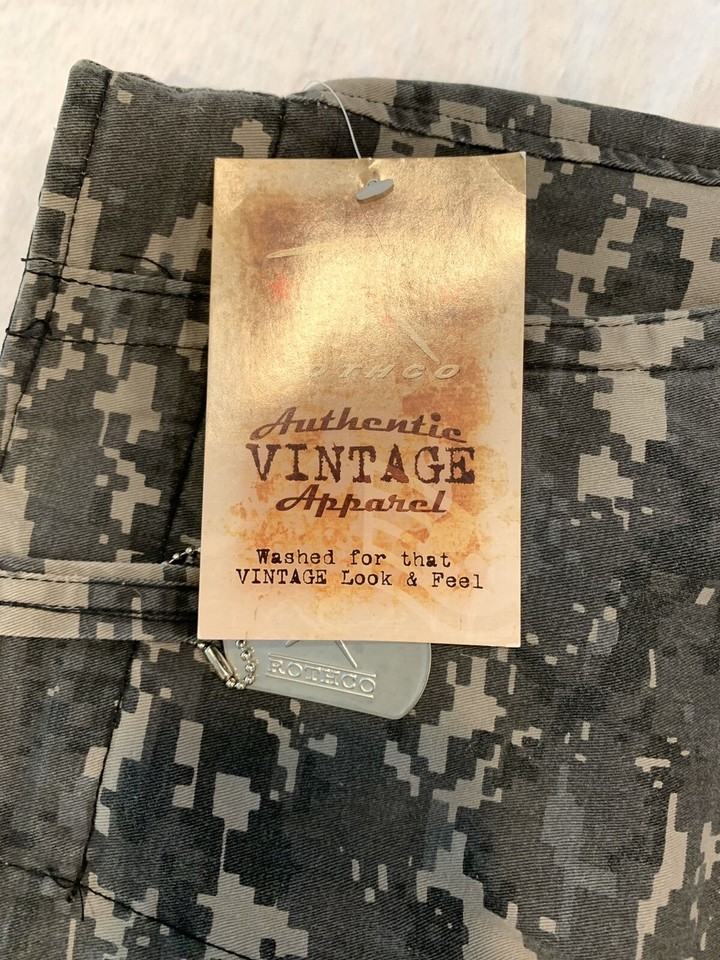 ROTHCO
Authentic
VINTAGE
Apparel
Washed for that
VINTAGE Look & Feel
ROTHCO